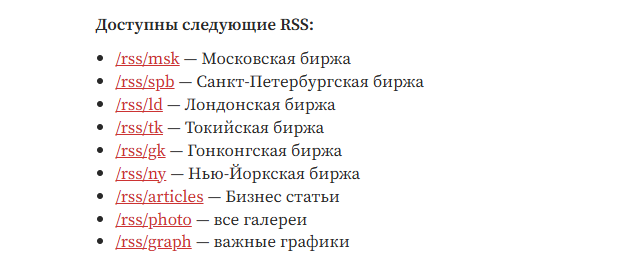 Доступны следующие RSS:
/rss/msk — Московская биржа
/rss/spb — Санкт-Петербургская биржа
/rss/ld — Лондонская биржа
/rss/tk — Токийская биржа
/rss/gk — Гонконгская биржа
/rss/ny — Нью-Йоркская биржа
/rss/articles — Бизнес статьи
/rss/photo — все галереи
/rss/graph — важные графики